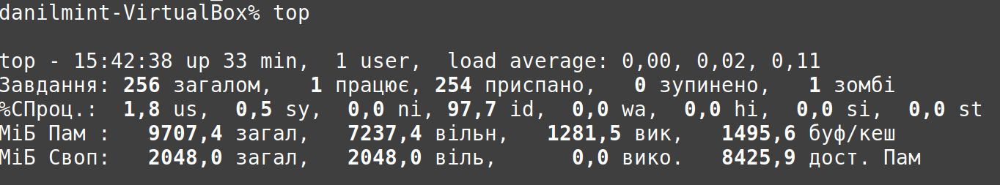 danilmint-VirtualBox% top
top - 15:42:38 up 33 min,  1 user,  load average: 0,00, 0,02, 0,11
Завдання: 256 загалом,   1 працює, 254 приспано,   0 зупинено,   1 зомбі
%СПроц.:  1,8 us,  0,5 sy,  0,0 ni, 97,7 id,  0,0 wa,  0,0 hi,  0,0 si,  0,0 st
МіБ Пам :   9707,4 загал,   7237,4 вільн,   1281,5 вик,   1495,6 буф/кеш
МіБ Своп:   2048,0 загал,   2048,0 віль,      0,0 вико.   8425,9 дост. Пам